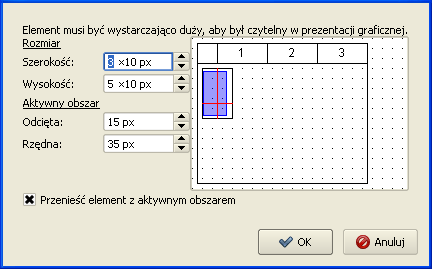 Element musi być wystarczająco duży, aby był czytelny w prezentacji graficznej.
Rozmiar
Szerokość: 3 ×10 px
Wysokość: 5 ×10 px
Aktywny obszar
Odcięta: 15 px
Rzędna: 35 px
1 2 3
Przenieść element z aktywnym obszarem
OK Anuluj